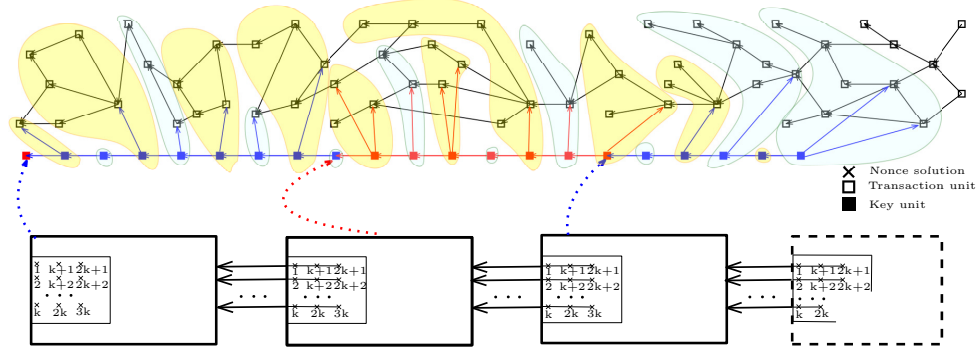 Nonce solution
Transaction unit
Key unit
1 k+1 2k+1
2 k+2 2k+2
. . .
k 2k 3k
. . .
1 k+1 2k+1
2 k+2 2k+2
. . .
k 2k 3k
. . .
1 k+1 2k+1
2 k+2 2k+2
. . .
k 2k 3k
. . .
1 k+1 2k+1
2 k+2 2k+2
. . .
k 2k